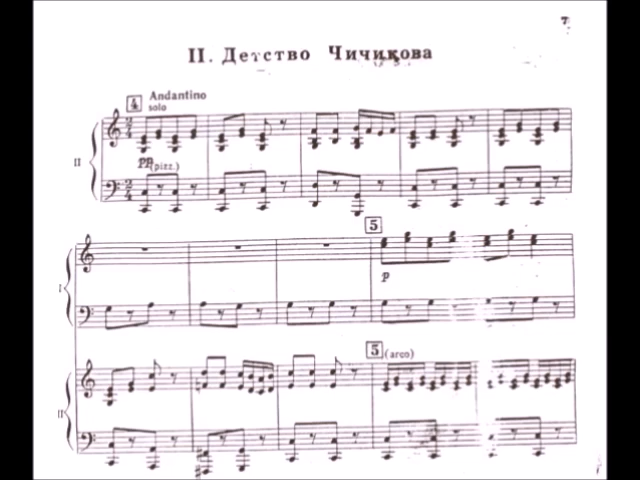 7
II. Детство Чичикова
4 Andantino
solo
II
pp (pizz.)
5
I
p
5 (arco)
II